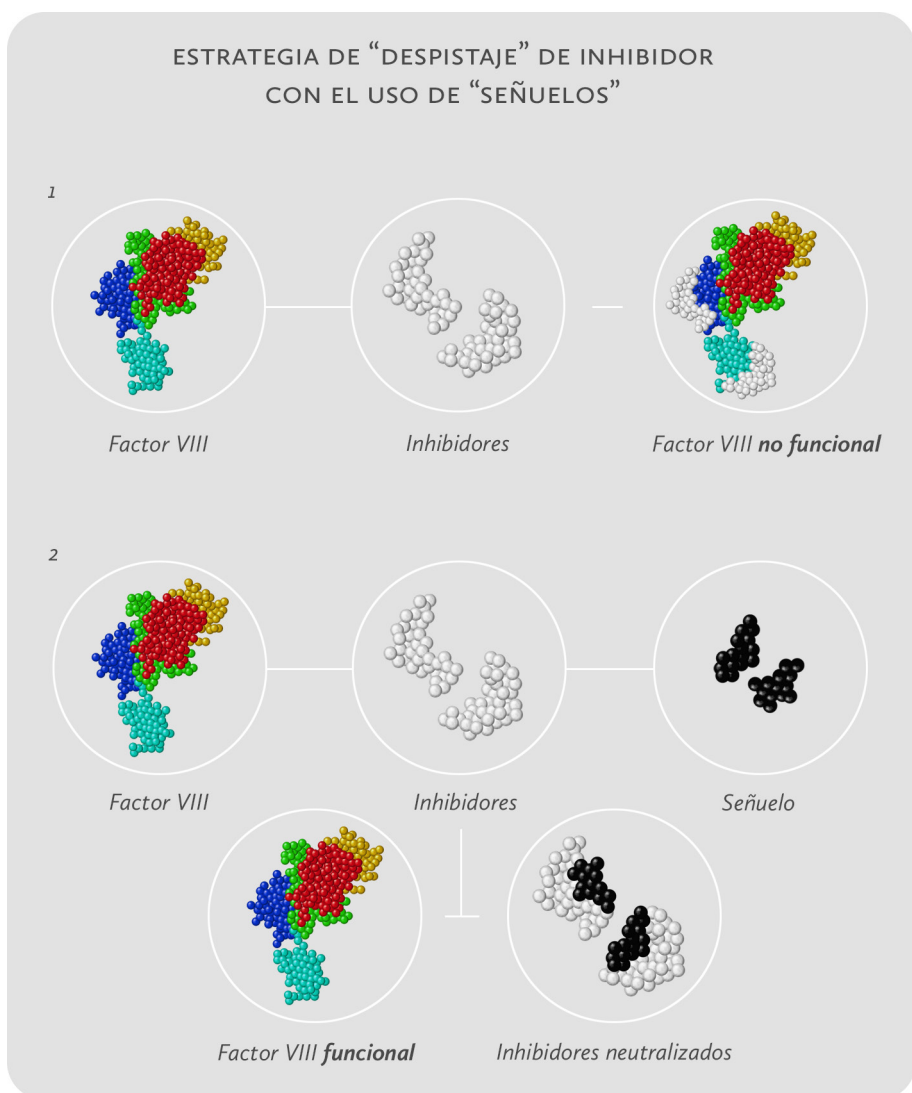 ESTRATEGIA DE “DESPISTAJE” DE INHIBIDOR
CON EL USO DE “SEÑUELOS”
1
Factor VIII
Inhibidores
Factor VIII no funcional
2
Factor VIII
Inhibidores
Señuelo
Factor VIII funcional
Inhibidores neutralizados